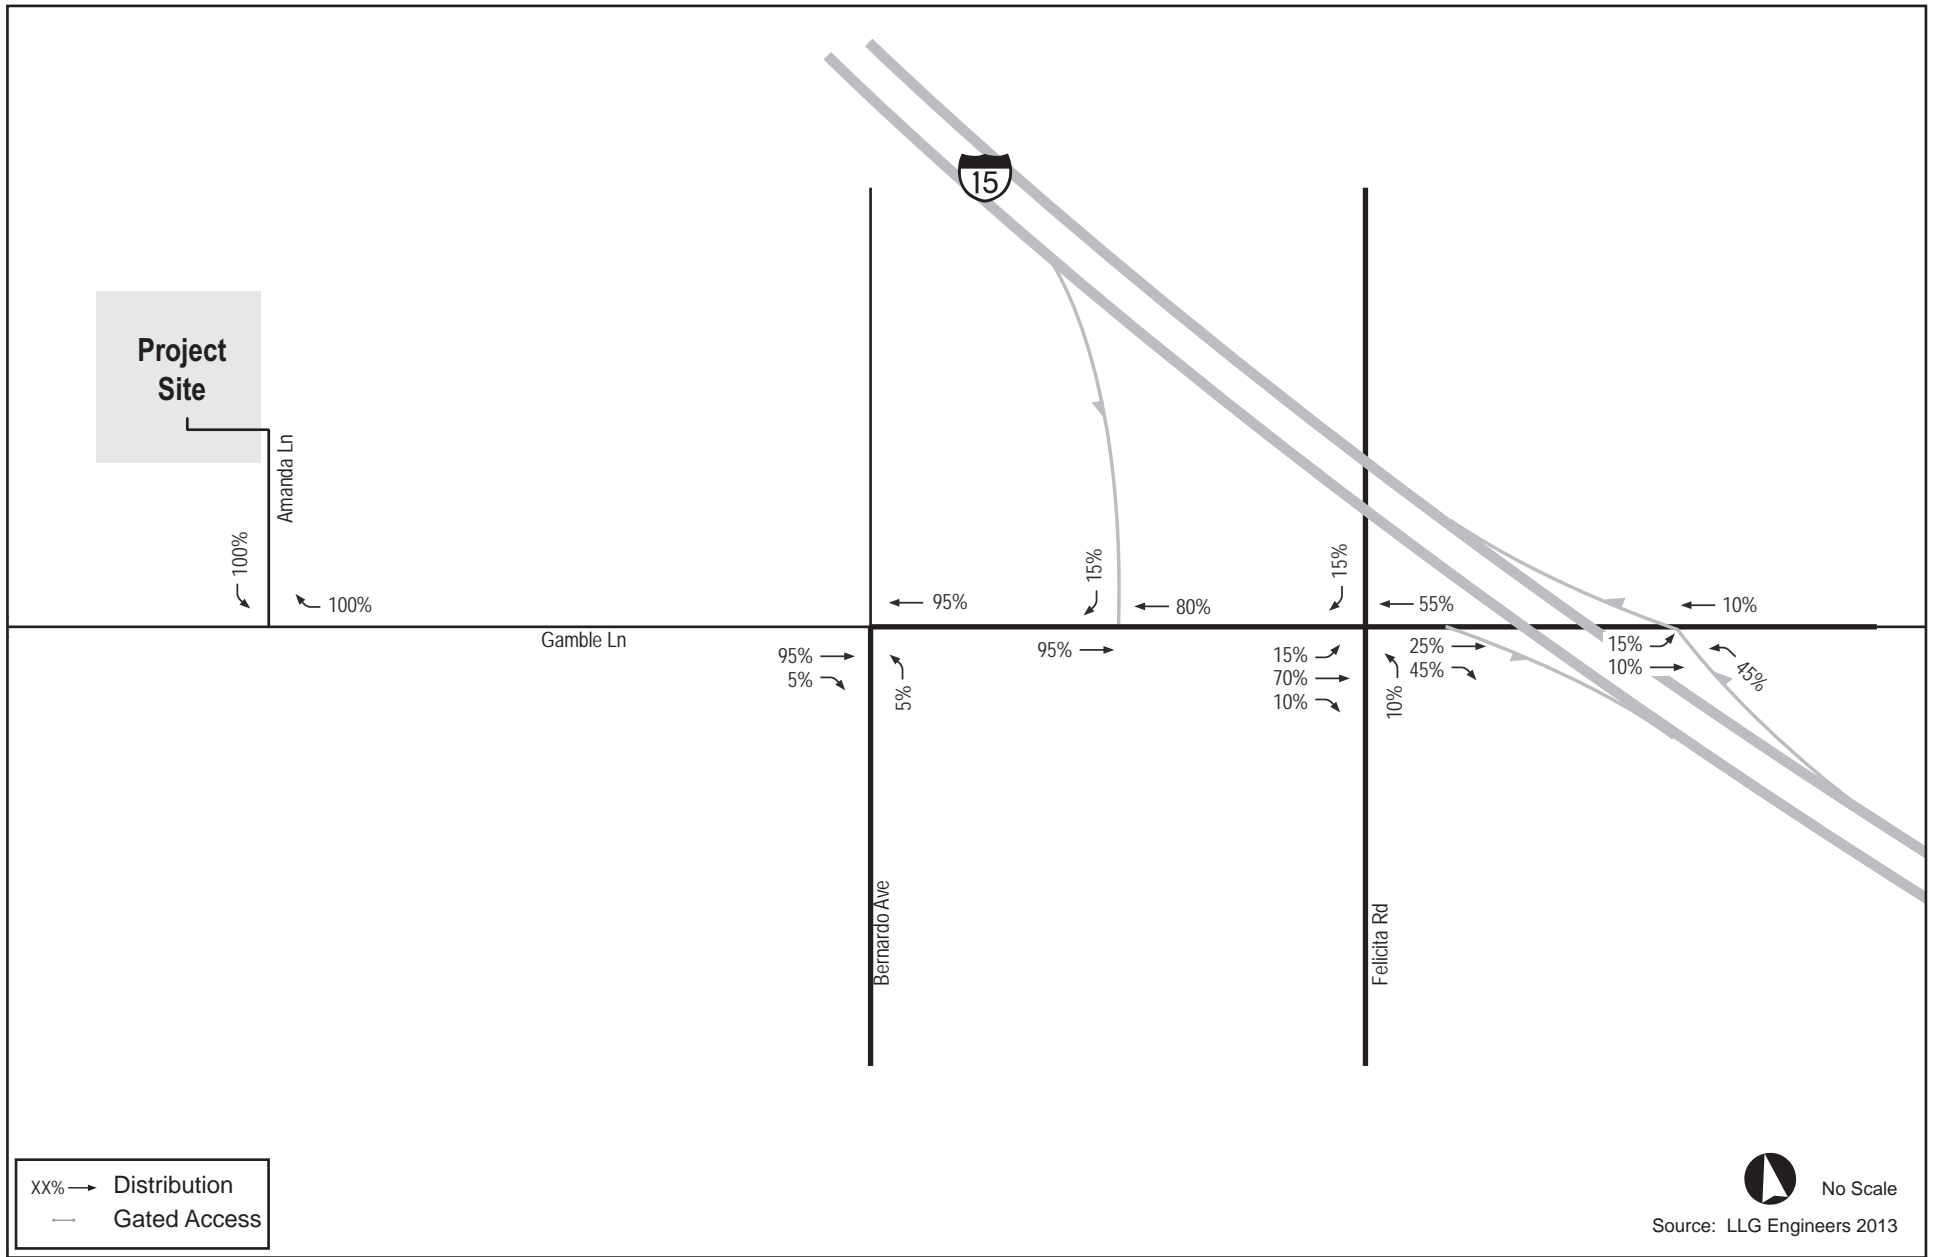 15
Project
Site
Amanda Ln
100%
100%
Gamble Ln
95%
15%
80%
15%
55%
10%
95%
5%
5%
95%
15%
70%
10%
10%
25%
45%
15%
10%
45%
Bernardo Ave
Felicita Rd
XX% Distribution
Gated Access
No Scale
Source: LLG Engineers 2013